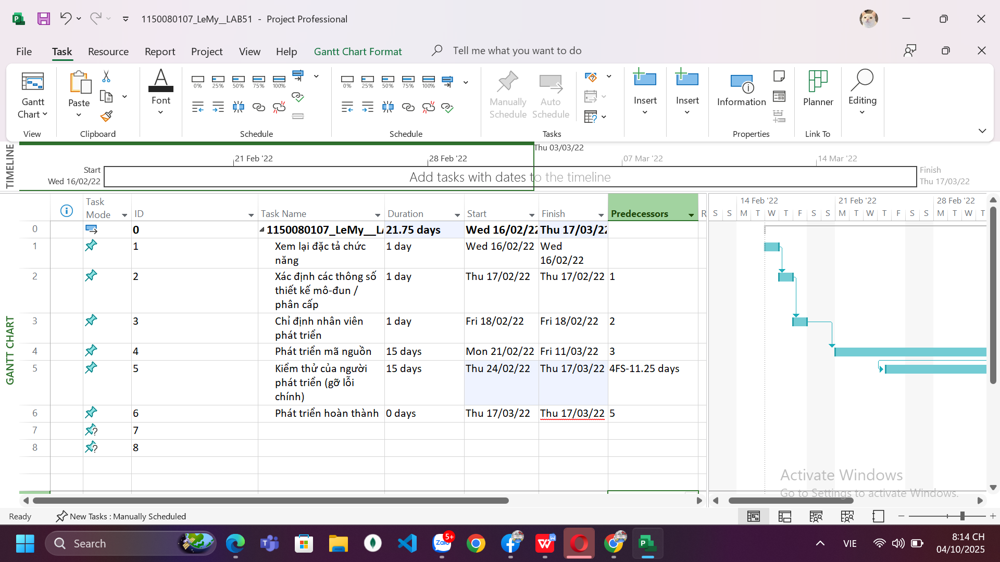 1150080107_LeMy__LAB51 - Project Professional
File Task Resource Report Project View Help Gantt Chart Format Tell me what you want to do
Gantt Chart
View
Paste
Clipboard
Font
0% 25% 50% 75% 100%
Schedule
0% 25% 50% 75% 100%
Schedule
Manually Schedule
Auto Schedule
Tasks
Insert
Insert
Information
Properties
Planner
Link To
Editing
TIMELINE
Thu 03/03/22
21 Feb '22 28 Feb '22 07 Mar '22 14 Mar '22
Start
Wed 16/02/22
Add tasks with dates to the timeline
Finish
Thu 17/03/22
GANTT CHART
Task Mode ID Task Name Duration Start Finish Predecessors R
14 Feb '22 21 Feb '22 28 Feb '22
S S M T W T F S S M T W T F S S M T W T
0 0 1150080107_LeMy__LA 21.75 days Wed 16/02/22 Thu 17/03/22
1 1 Xem lại đặc tả chức năng 1 day Wed 16/02/22 Wed 16/02/22
2 2 Xác định các thông số thiết kế mô-đun / phân cấp 1 day Thu 17/02/22 Thu 17/02/22 1
3 3 Chỉ định nhân viên phát triển 1 day Fri 18/02/22 Fri 18/02/22 2
4 4 Phát triển mã nguồn 15 days Mon 21/02/22 Fri 11/03/22 3
5 5 Kiểm thử của người phát triển (gỡ lỗi chính) 15 days Thu 24/02/22 Thu 17/03/22 4FS-11.25 days
6 6 Phát triển hoàn thành 0 days Thu 17/03/22 Thu 17/03/22 5
7 7
8 8
Activate Windows
Go to Settings to activate Windows.
Ready New Tasks : Manually Scheduled
Search
Zalo
5+
VIE
8:14 CH
04/10/2025